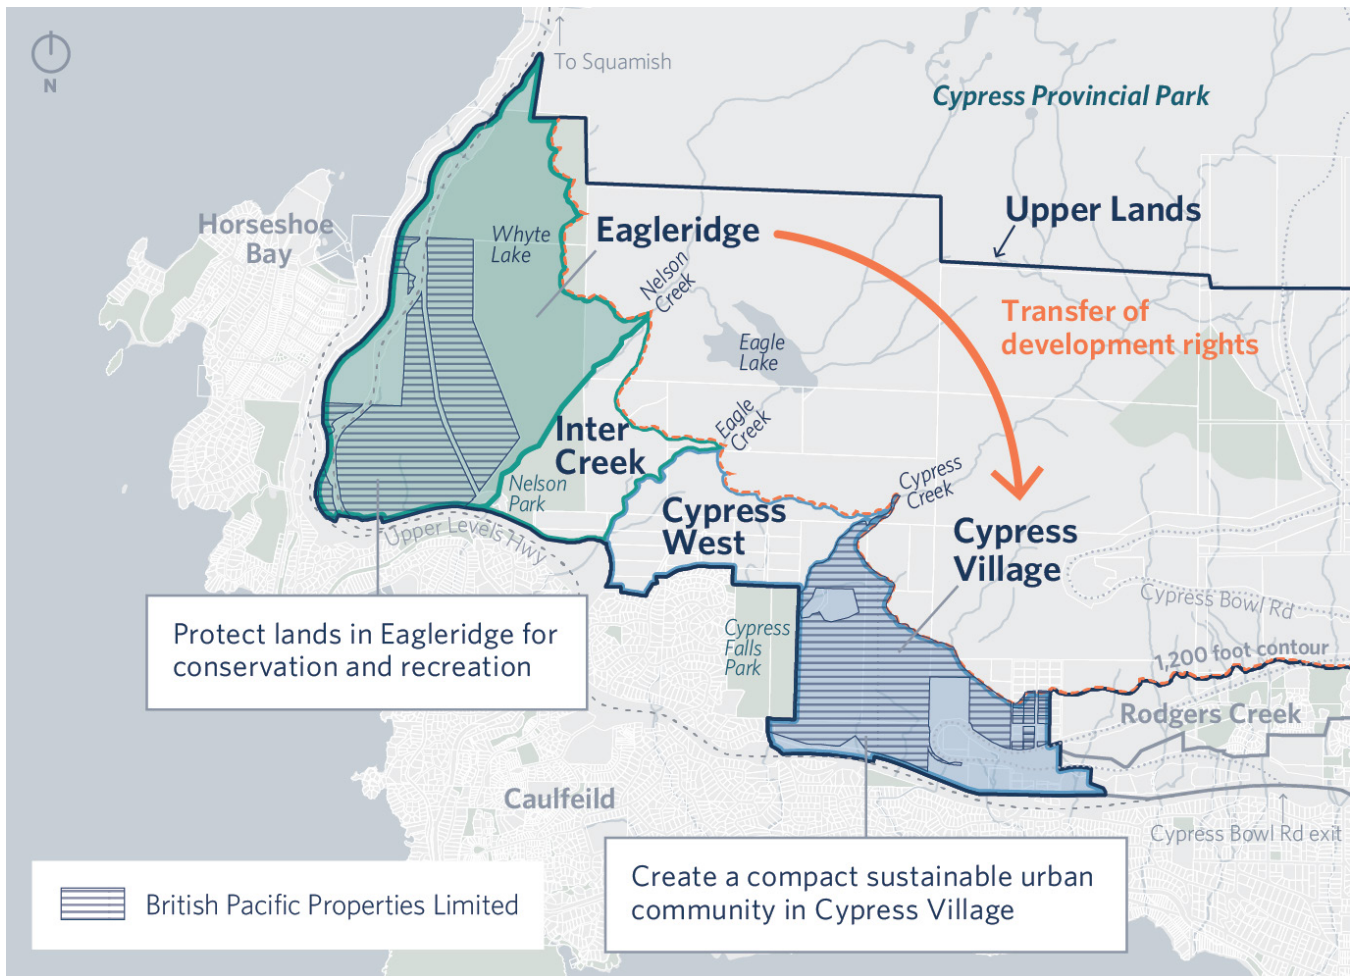 N
To Squamish
Cypress Provincial Park
Upper Lands
Horseshoe
Bay
Whyte
Lake
Eagleridge
Nelson
Creek
Transfer of
development rights
Eagle
Lake
Inter
Creek
Eagle
Creek
Nelson
Park
Cypress
Creek
Cypress
West
Cypress
Village
Upper Levels Hwy
Cypress Bowl Rd
Protect lands in Eagleridge for
conservation and recreation
Cypress
Falls
Park
1,200 foot contour
Rodgers Creek
Caulfeild
Cypress Bowl Rd exit
Create a compact sustainable urban
community in Cypress Village
British Pacific Properties Limited